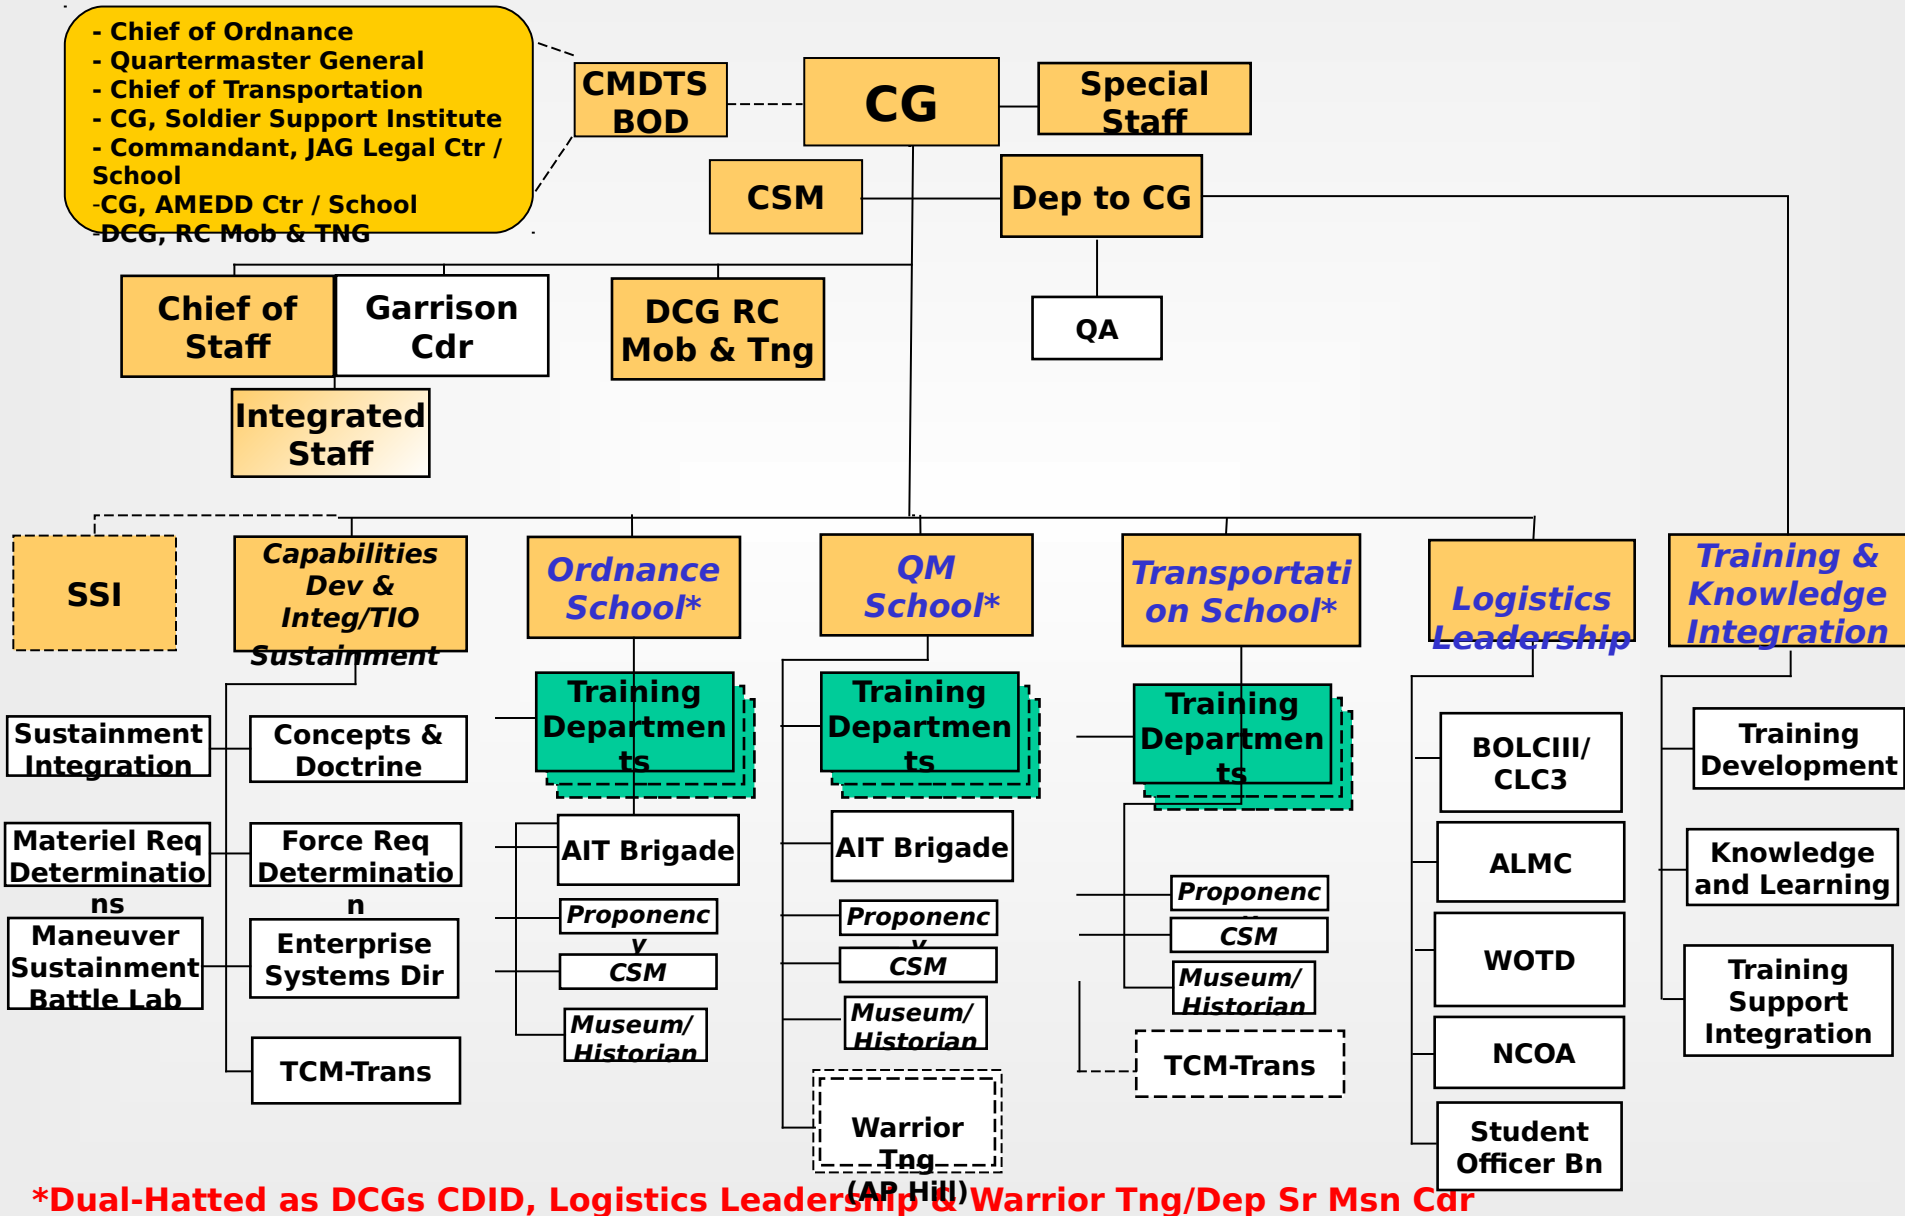 - Chief of Ordnance
- Quartermaster General
- Chief of Transportation
- CG, Soldier Support Institute
- Commandant, JAG Legal Ctr /
School
-CG, AMEDD Ctr / School
-DCG, RC Mob & TNG
CMDTS
BOD
CG
Special
Staff
CSM
Dep to CG
Chief of
Staff
Garrison
Cdr
DCG RC
Mob & Tng
QA
Integrated
Staff
SSI
Capabilities
Dev &
Integ/TIO
Sustainment
Ordnance
School*
QM
School*
Transportati
on School*
Logistics
Leadership
Training &
Knowledge
Integration
Sustainment
Integration
Concepts &
Doctrine
Materiel Req
Determinatio
ns
Force Req
Determinatio
n
Maneuver
Sustainment
Battle Lab
Enterprise
Systems Dir
TCM-Trans
Training
Departmen
ts
AIT Brigade
Proponenc
y
CSM
Museum/
Historian
Training
Departmen
ts
AIT Brigade
Proponenc
y
CSM
Museum/
Historian
Warrior
Tng
(AP Hill)
Training
Departmen
ts
Proponenc
y
CSM
Museum/
Historian
TCM-Trans
BOLCIII/
CLC3
ALMC
WOTD
NCOA
Student
Officer Bn
Training
Development
Knowledge
and Learning
Training
Support
Integration
*Dual-Hatted as DCGs CDID, Logistics Leadership & Warrior Tng/Dep Sr Msn Cdr